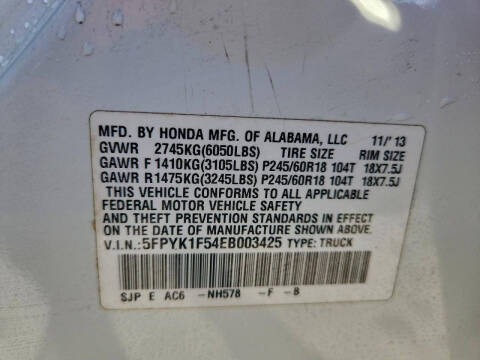 MFD. BY HONDA MFG. OF ALABAMA, LLC 11/' 13
GVWR 2745KG(6050LBS) TIRE SIZE RIM SIZE
GAWR F 1410KG(3105LBS) P245/60R18 104T 18X7.5J
GAWR R1475KG(3245LBS) P245/60R18 104T 18X7.5J
THIS VEHICLE CONFORMS TO ALL APPLICABLE
FEDERAL MOTOR VEHICLE SAFETY
AND THEFT PREVENTION STANDARDS IN EFFECT
ON THE DATE OF MANUFACTURE SHOWN ABOVE.
V.I.N.:5FPYK1F54EB003425 TYPE: TRUCK
SJP E AC6 -NH578 -F -B